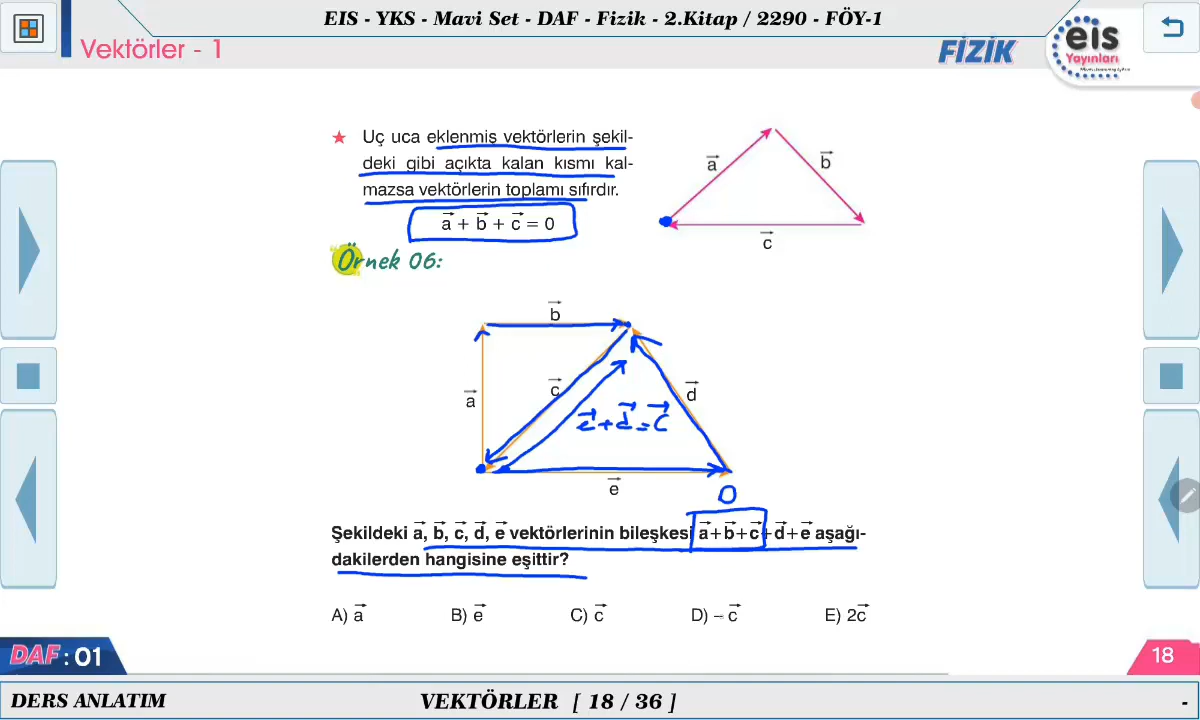 EIS - YKS - Mavi Set - DAF - Fizik - 2.Kitap / 2290 - FÖY-1
Vektörler - 1
FİZİK
eis
Yayınları
★ Uç uca eklenmiş vektörlerin şekil-
deki gibi açıkta kalan kısmı kal-
mazsa vektörlerin toplamı sıfırdır.
a⃗ + b⃗ + c⃗ = 0
a⃗
b⃗
c⃗
Örnek 06:
b⃗
a⃗
c⃗
d⃗
e⃗ + d⃗ = c⃗
e⃗
0
Şekildeki a⃗, b⃗, c⃗, d⃗, e⃗ vektörlerinin bileşkesi a⃗+b⃗+c⃗+d⃗+e⃗ aşağı-
dakilerden hangisine eşittir?
A) a⃗ B) e⃗ C) c⃗ D) – c⃗ E) 2c⃗
DAF : 01
18
DERS ANLATIM VEKTÖRLER [ 18 / 36 ] -